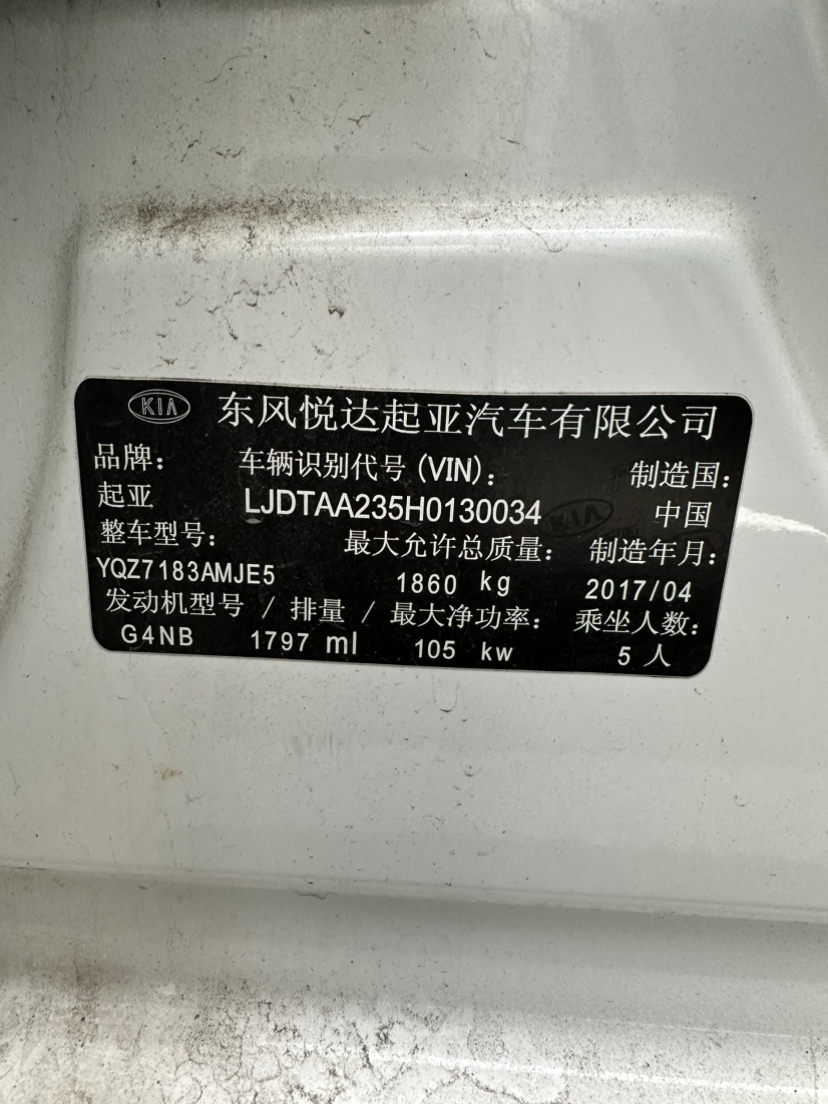 KIA 东风悦达起亚汽车有限公司
品牌： 车辆识别代号(VIN)： 制造国：
起亚 LJDTAA235H0130034 中国
整车型号： 最大允许总质量： 制造年月：
YQZ7183AMJE5 1860 kg 2017/04
发动机型号 / 排量 / 最大净功率： 乘坐人数：
G4NB 1797 ml 105 kw 5 人
KIA